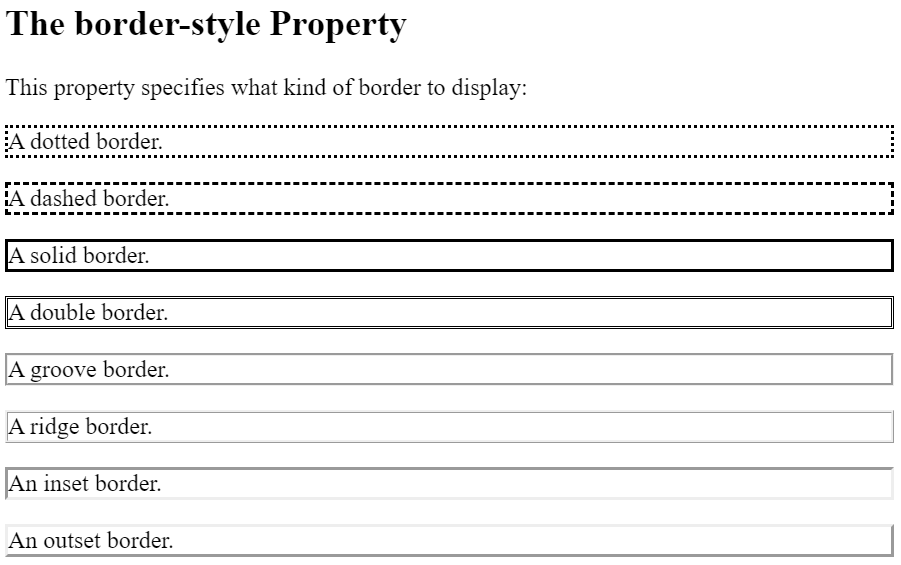 The border-style Property
This property specifies what kind of border to display:
A dotted border.
A dashed border.
A solid border.
A double border.
A groove border.
A ridge border.
An inset border.
An outset border.